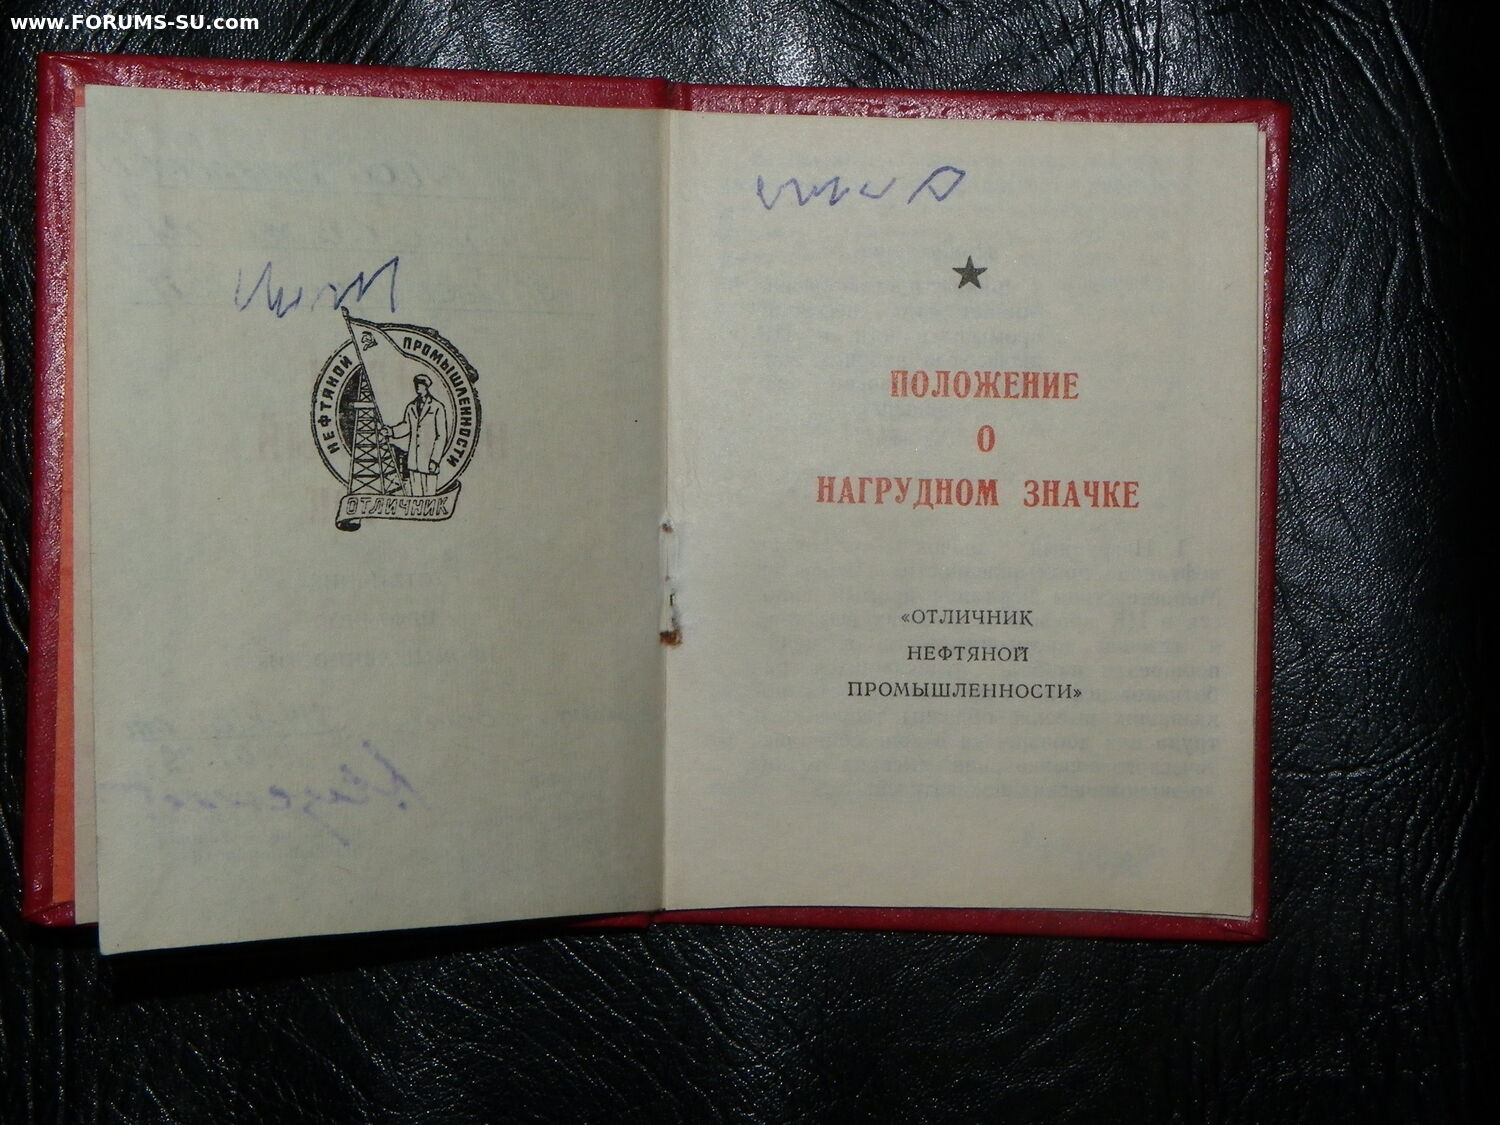 www.FORUMS-SU.com
НЕФТЯНОЙ ПРОМЫШЛЕННОСТИ
ОТЛИЧНИК
ПОЛОЖЕНИЕ
О
НАГРУДНОМ ЗНАЧКЕ
«ОТЛИЧНИК
НЕФТЯНОЙ
ПРОМЫШЛЕННОСТИ»